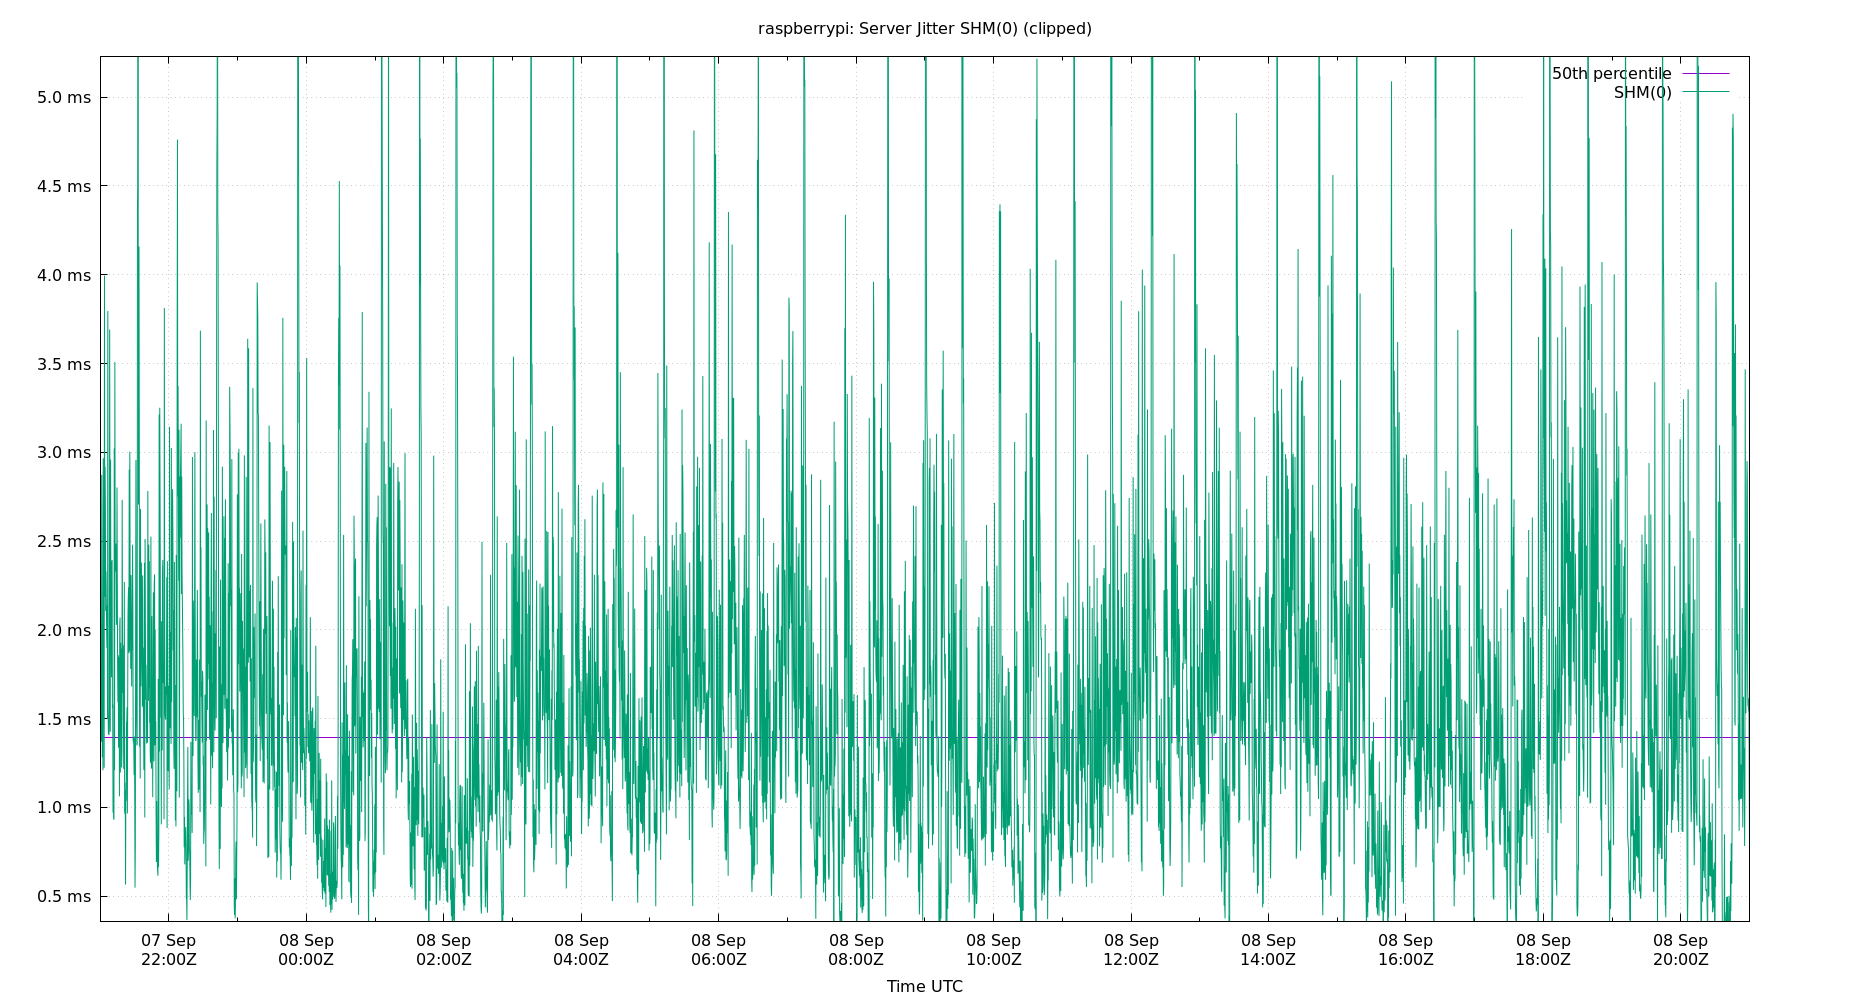 raspberrypi: Server Jitter SHM(0) (clipped)
50th percentile
SHM(0)
5.0 ms
4.5 ms
4.0 ms
3.5 ms
3.0 ms
2.5 ms
2.0 ms
1.5 ms
1.0 ms
0.5 ms
07 Sep 08 Sep 08 Sep 08 Sep 08 Sep 08 Sep 08 Sep 08 Sep 08 Sep 08 Sep 08 Sep 08 Sep
22:00Z 00:00Z 02:00Z 04:00Z 06:00Z 08:00Z 10:00Z 12:00Z 14:00Z 16:00Z 18:00Z 20:00Z
Time UTC